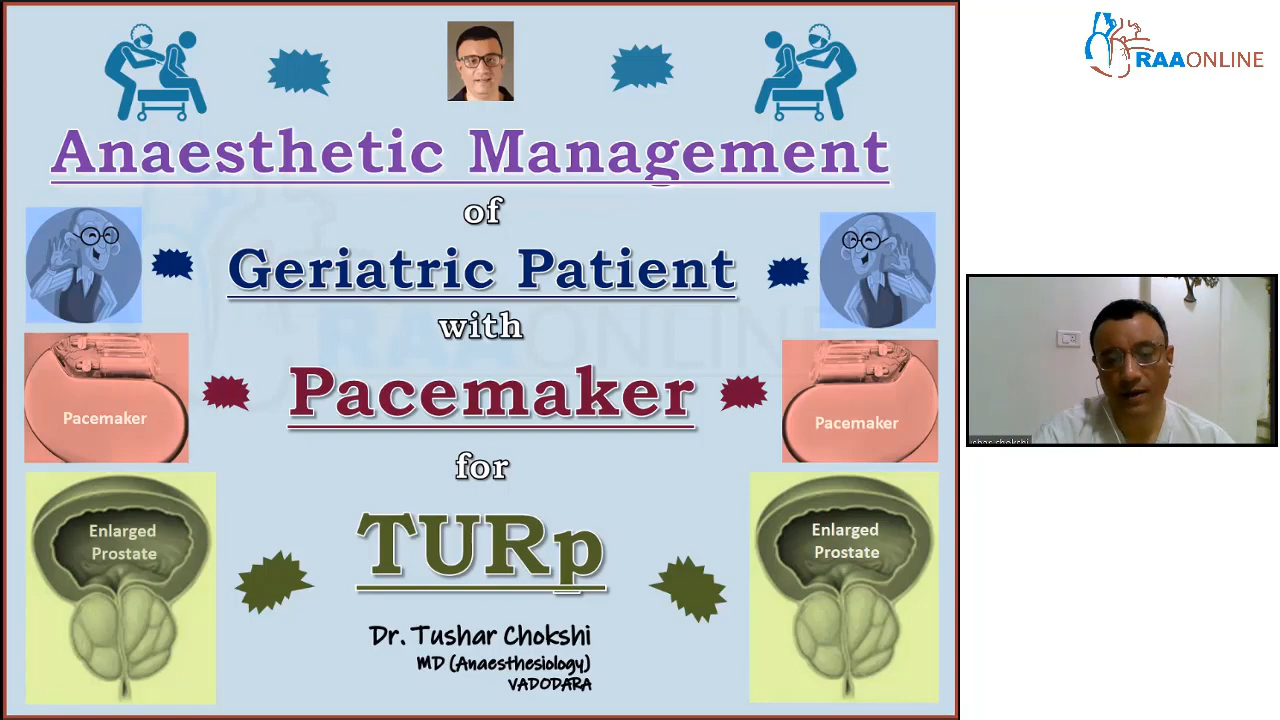 RAAONLINE
Anaesthetic Management
of
Geriatric Patient
with
Pacemaker
Pacemaker
Pacemaker
for
TURp
Enlarged
Prostate
Enlarged
Prostate
Dr. Tushar Chokshi
MD (Anaesthesiology)
VADODARA
RAAONLINE